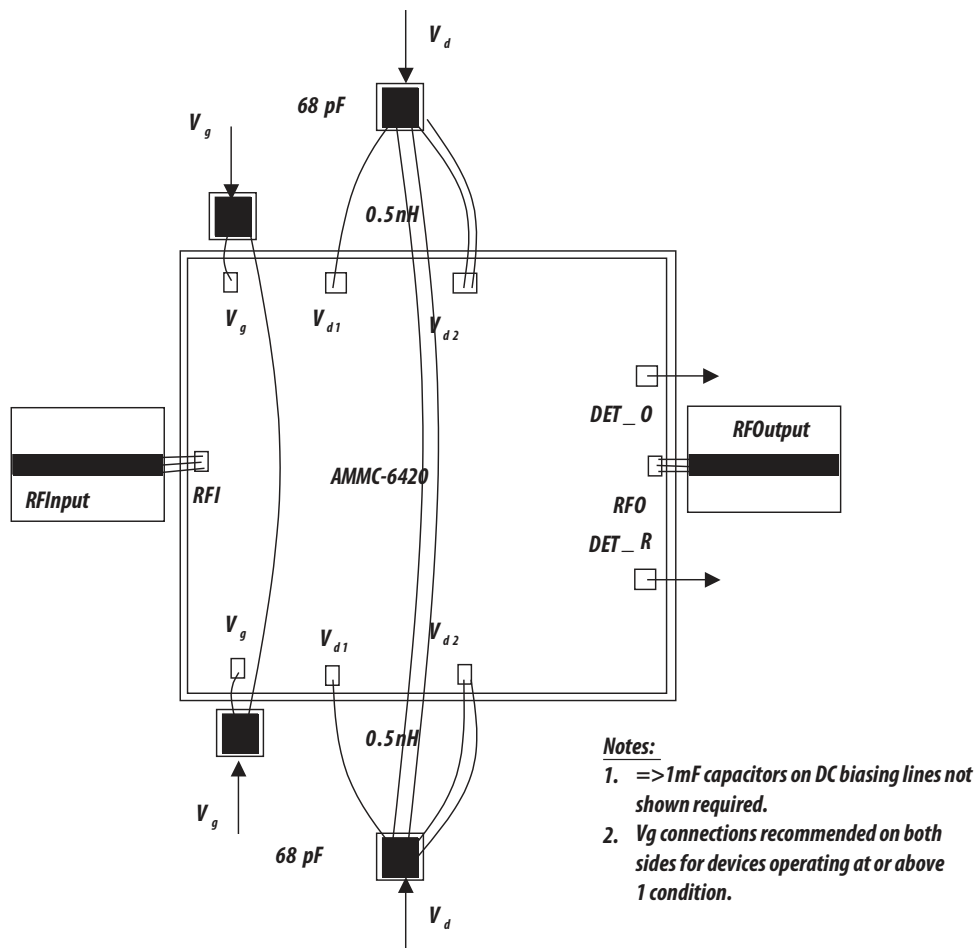 V d
68 pF
V g
0.5nH
V g
V d1
V d2
DET_O
RFOutput
AMMC-6420
RFInput
RFI
RFO
DET_R
V g
V d1
V d2
0.5nH
Notes:
1. =>1mF capacitors on DC biasing lines not
shown required.
V g
2. Vg connections recommended on both
68 pF
sides for devices operating at or above
1 condition.
V d